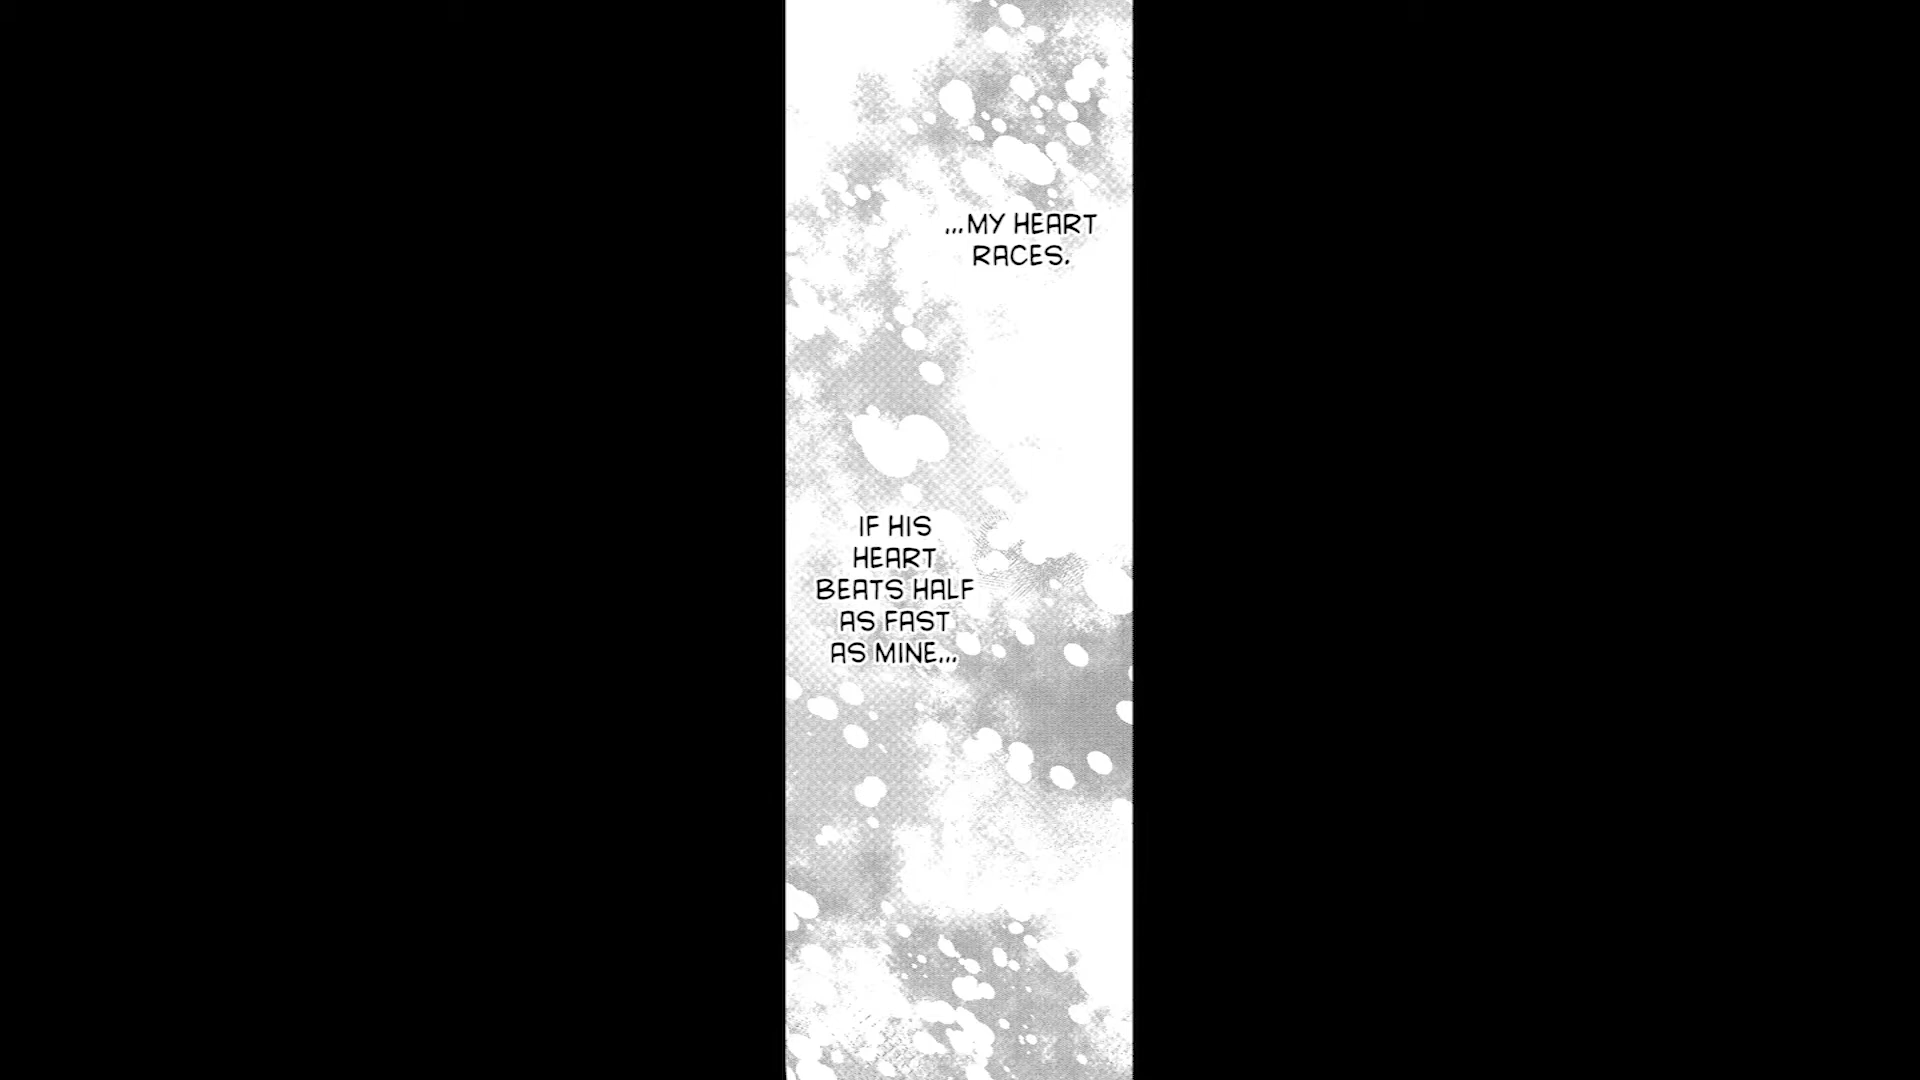 ...MY HEART
RACES.
IF HIS
HEART
BEATS HALF
AS FAST
AS MINE...